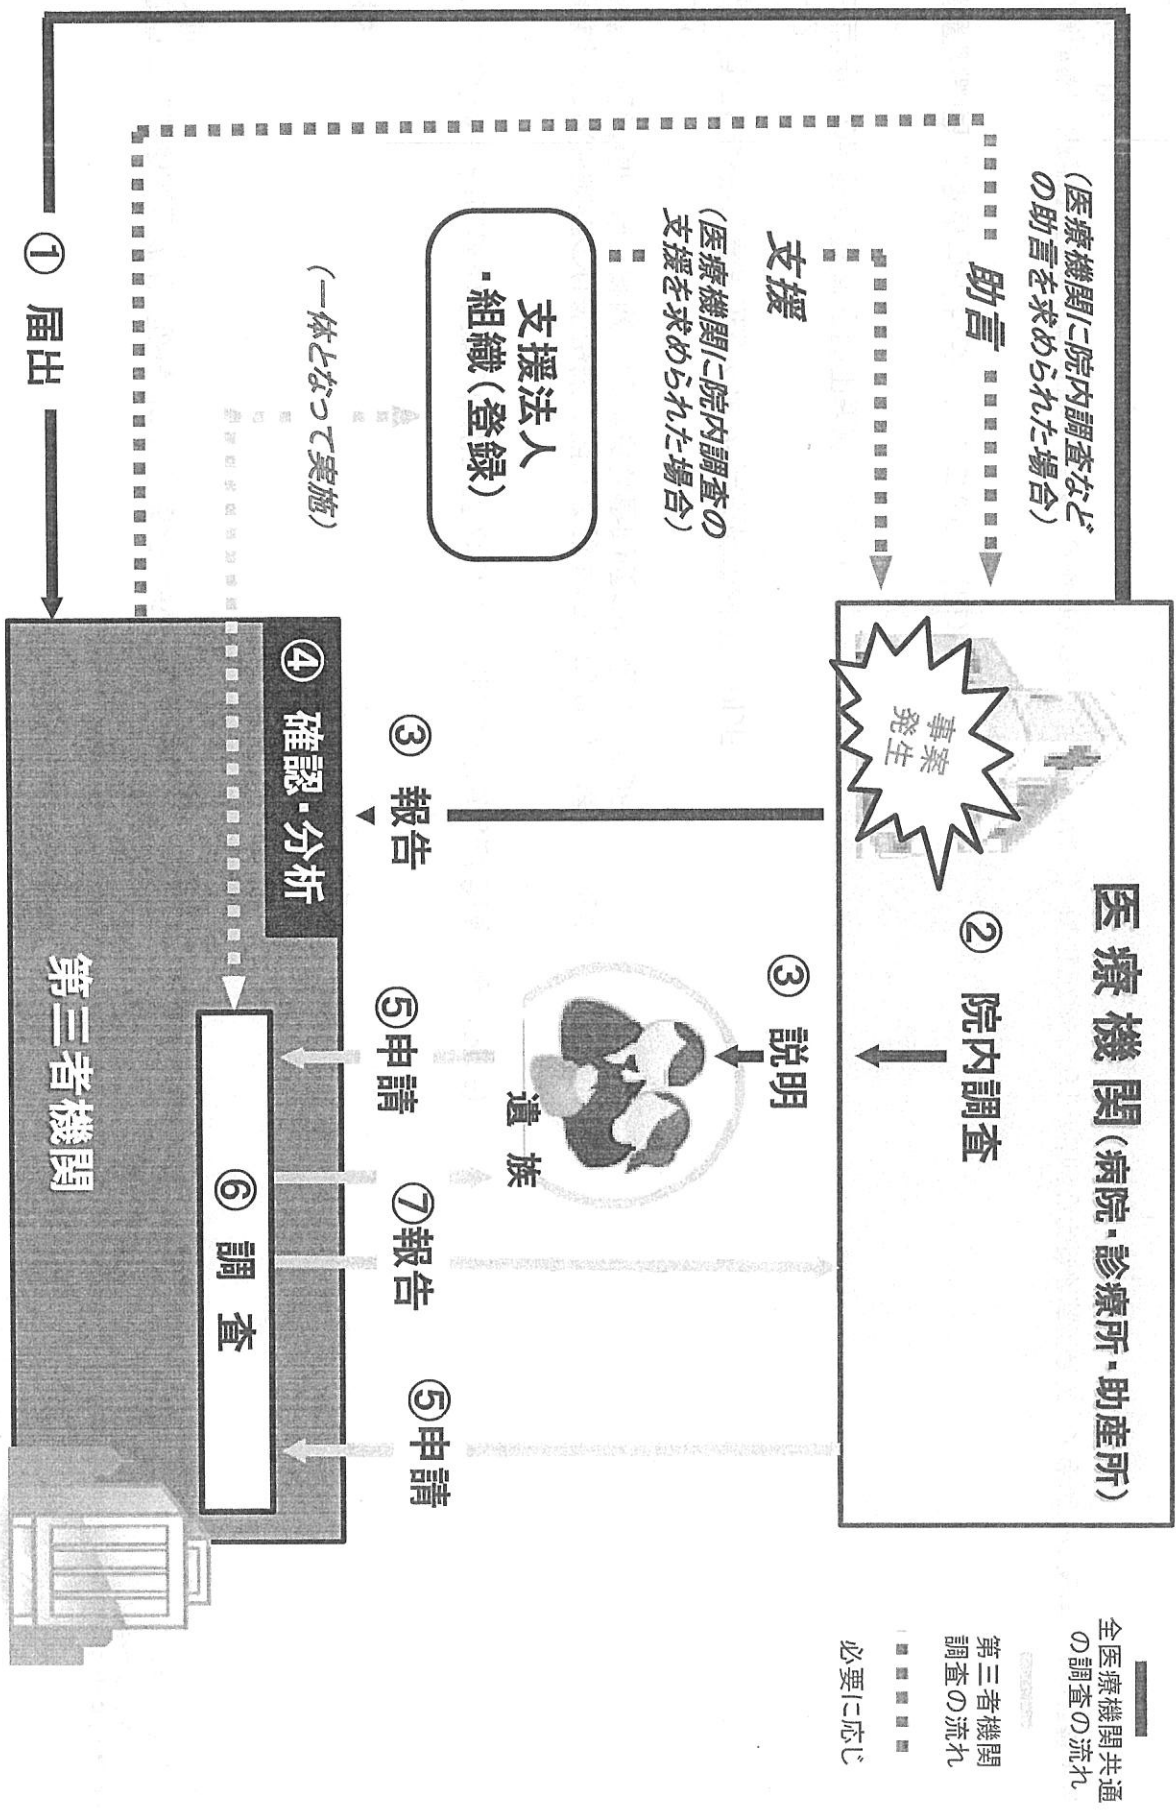 医療機関（病院・診療所・助産所）
事案
発生
② 院内調査
（医療機関に院内調査など
の助言を求められた場合）
助言
支援
（医療機関に院内調査の
支援を求められた場合）
支援法人
・組織（登録）
（一体となって実施）
① 届出
③ 説明
遺族
③ 報告
⑤申請
⑦報告
⑤申請
④ 確認・分析
⑥ 調査
第三者機関
全医療機関共通
の調査の流れ
第三者機関
調査の流れ
必要に応じ